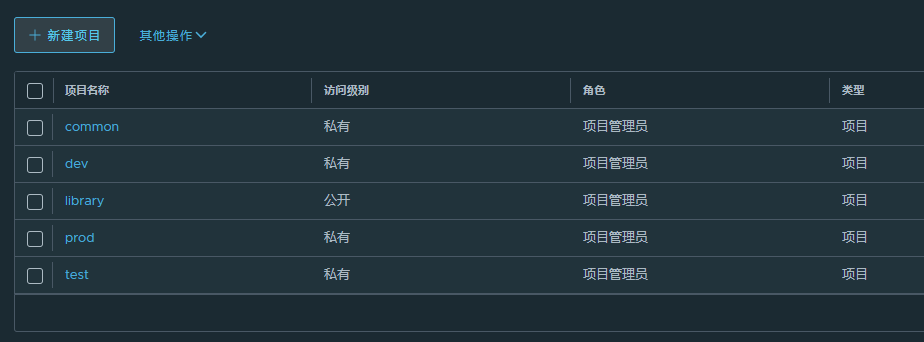 新建项目 其他操作
项目名称 访问级别 角色 类型
common 私有 项目管理员 项目
dev 私有 项目管理员 项目
library 公开 项目管理员 项目
prod 私有 项目管理员 项目
test 私有 项目管理员 项目